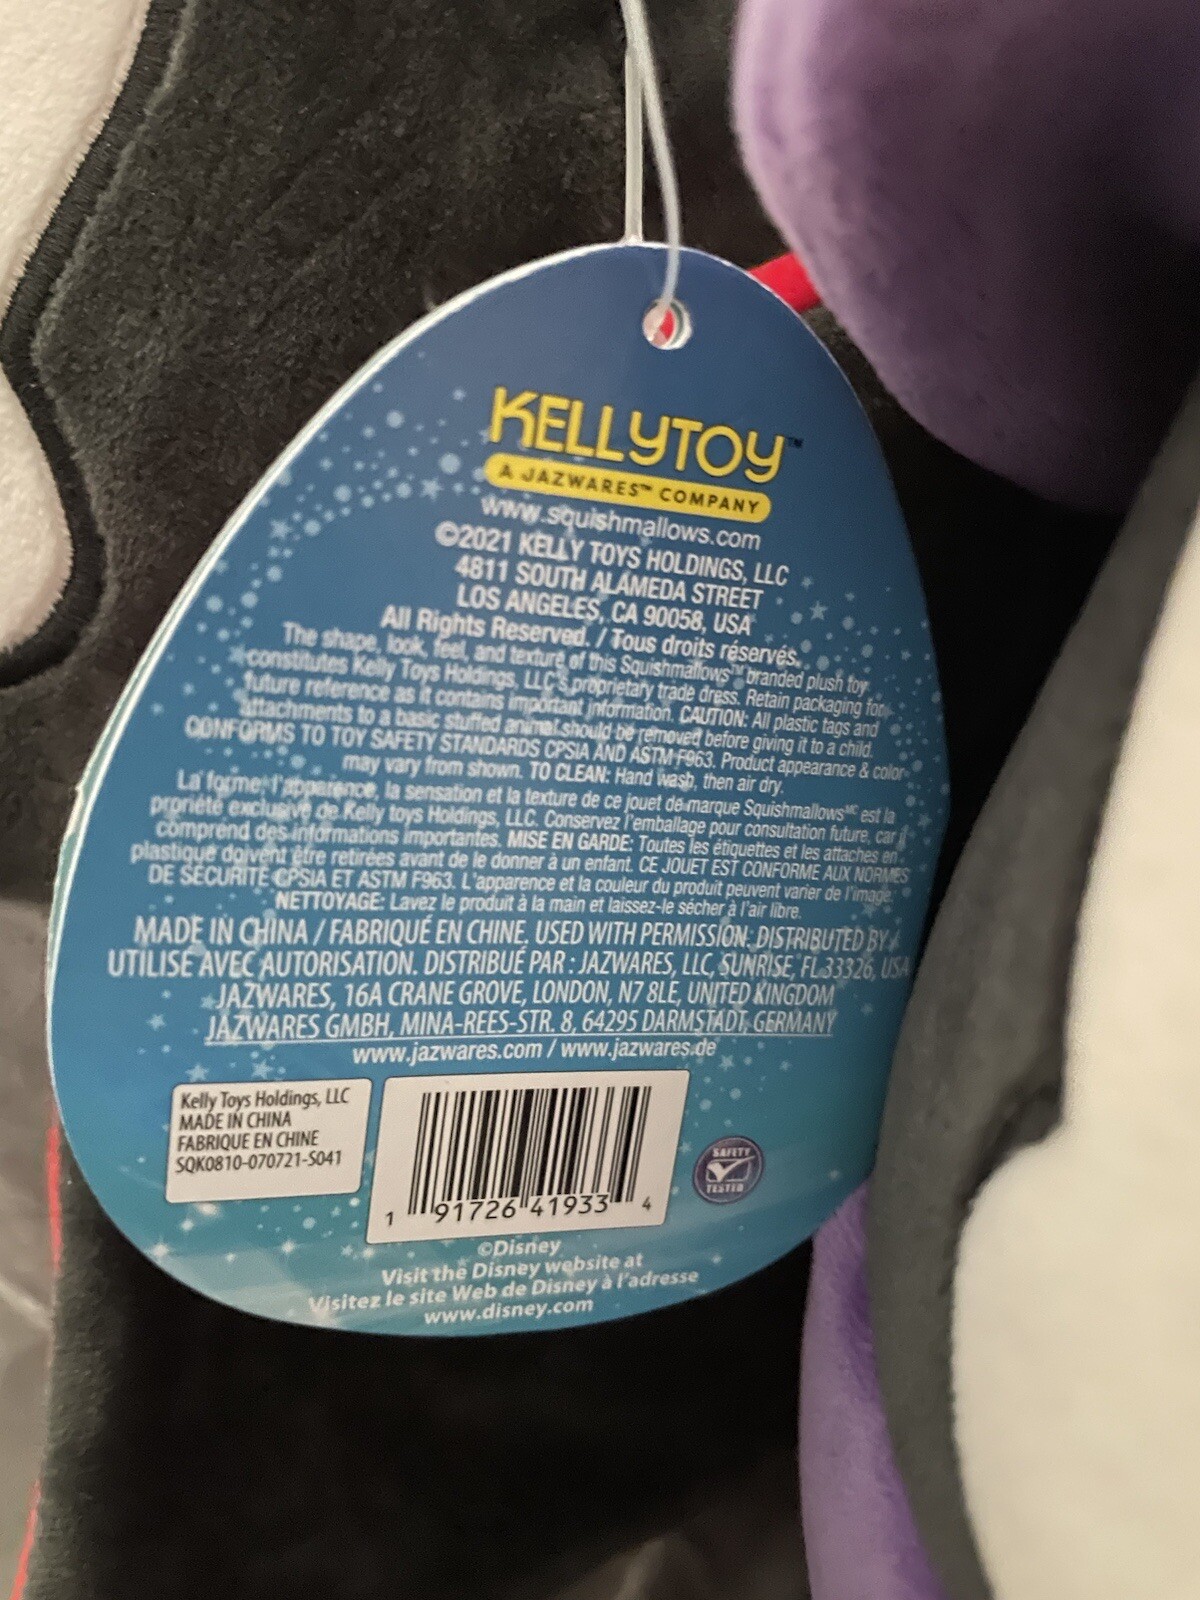 KELLYTOY™
A JAZWARES™ COMPANY
www.squishmallows.com
©2021 KELLY TOYS HOLDINGS, LLC
4811 SOUTH ALAMEDA STREET
LOS ANGELES, CA 90058, USA
All Rights Reserved. / Tous droits réservés.
The shape, look, feel, and texture of this Squishmallows™ branded plush toy
constitutes Kelly Toys Holdings, LLC's proprietary trade dress. Retain packaging for
future reference as it contains important information. CAUTION: All plastic tags and
attachments to a basic stuffed animal should be removed before giving it to a child.
CONFORMS TO TOY SAFETY STANDARDS CPSIA AND ASTM F963. Product appearance & color
may vary from shown. TO CLEAN: Hand wash, then air dry.
La forme, l'apparence, la sensation et la texture de ce jouet de marque Squishmallows MC est la
propriété exclusive de Kelly toys Holdings, LLC. Conservez l'emballage pour consultation future, car il
comprend des informations importantes. MISE EN GARDE: Toutes les étiquettes et les attaches en
plastique doivent être retirées avant de le donner à un enfant. CE JOUET EST CONFORME AUX NORMES
DE SÉCURITÉ CPSIA ET ASTM F963. L'apparence et la couleur du produit peuvent varier de l'image.
NETTOYAGE: Lavez le produit à la main et laissez-le sécher à l'air libre.
MADE IN CHINA / FABRIQUÉ EN CHINE. USED WITH PERMISSION. DISTRIBUTED BY /
UTILISÉ AVEC AUTORISATION. DISTRIBUÉ PAR : JAZWARES, LLC, SUNRISE, FL 33326, USA
JAZWARES, 16A CRANE GROVE, LONDON, N7 8LE, UNITED KINGDOM
JAZWARES GMBH, MINA-REES-STR. 8, 64295 DARMSTADT, GERMANY
www.jazwares.com / www.jazwares.de
Kelly Toys Holdings, LLC
MADE IN CHINA
FABRIQUE EN CHINE
SQK0810-070721-S041
1 91726 41933 4
SAFETY
TESTED
©Disney
Visit the Disney website at
Visitez le site Web de Disney à l'adresse
www.disney.com